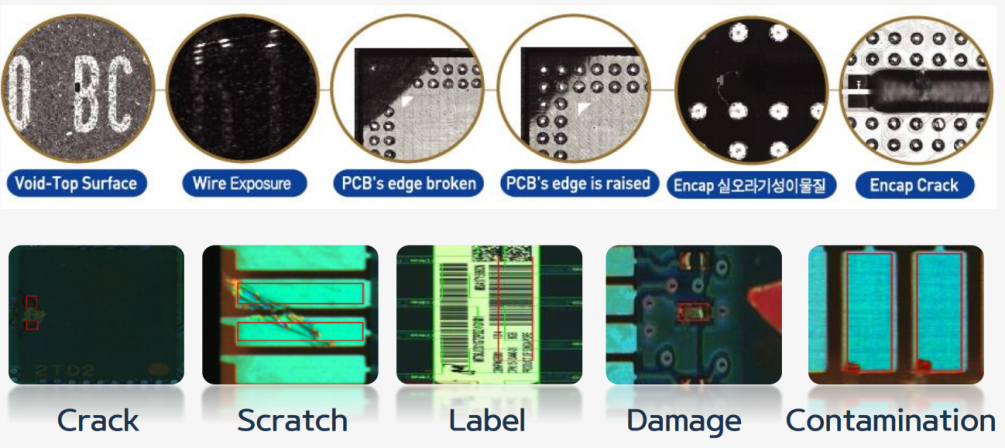 0 BC
Void-Top Surface
Wire Exposure
PCB's edge broken
PCB's edge is raised
Encap 실오라기성이물질
Encap Crack
2TD2
Crack
Scratch
Label
Damage
Contamination